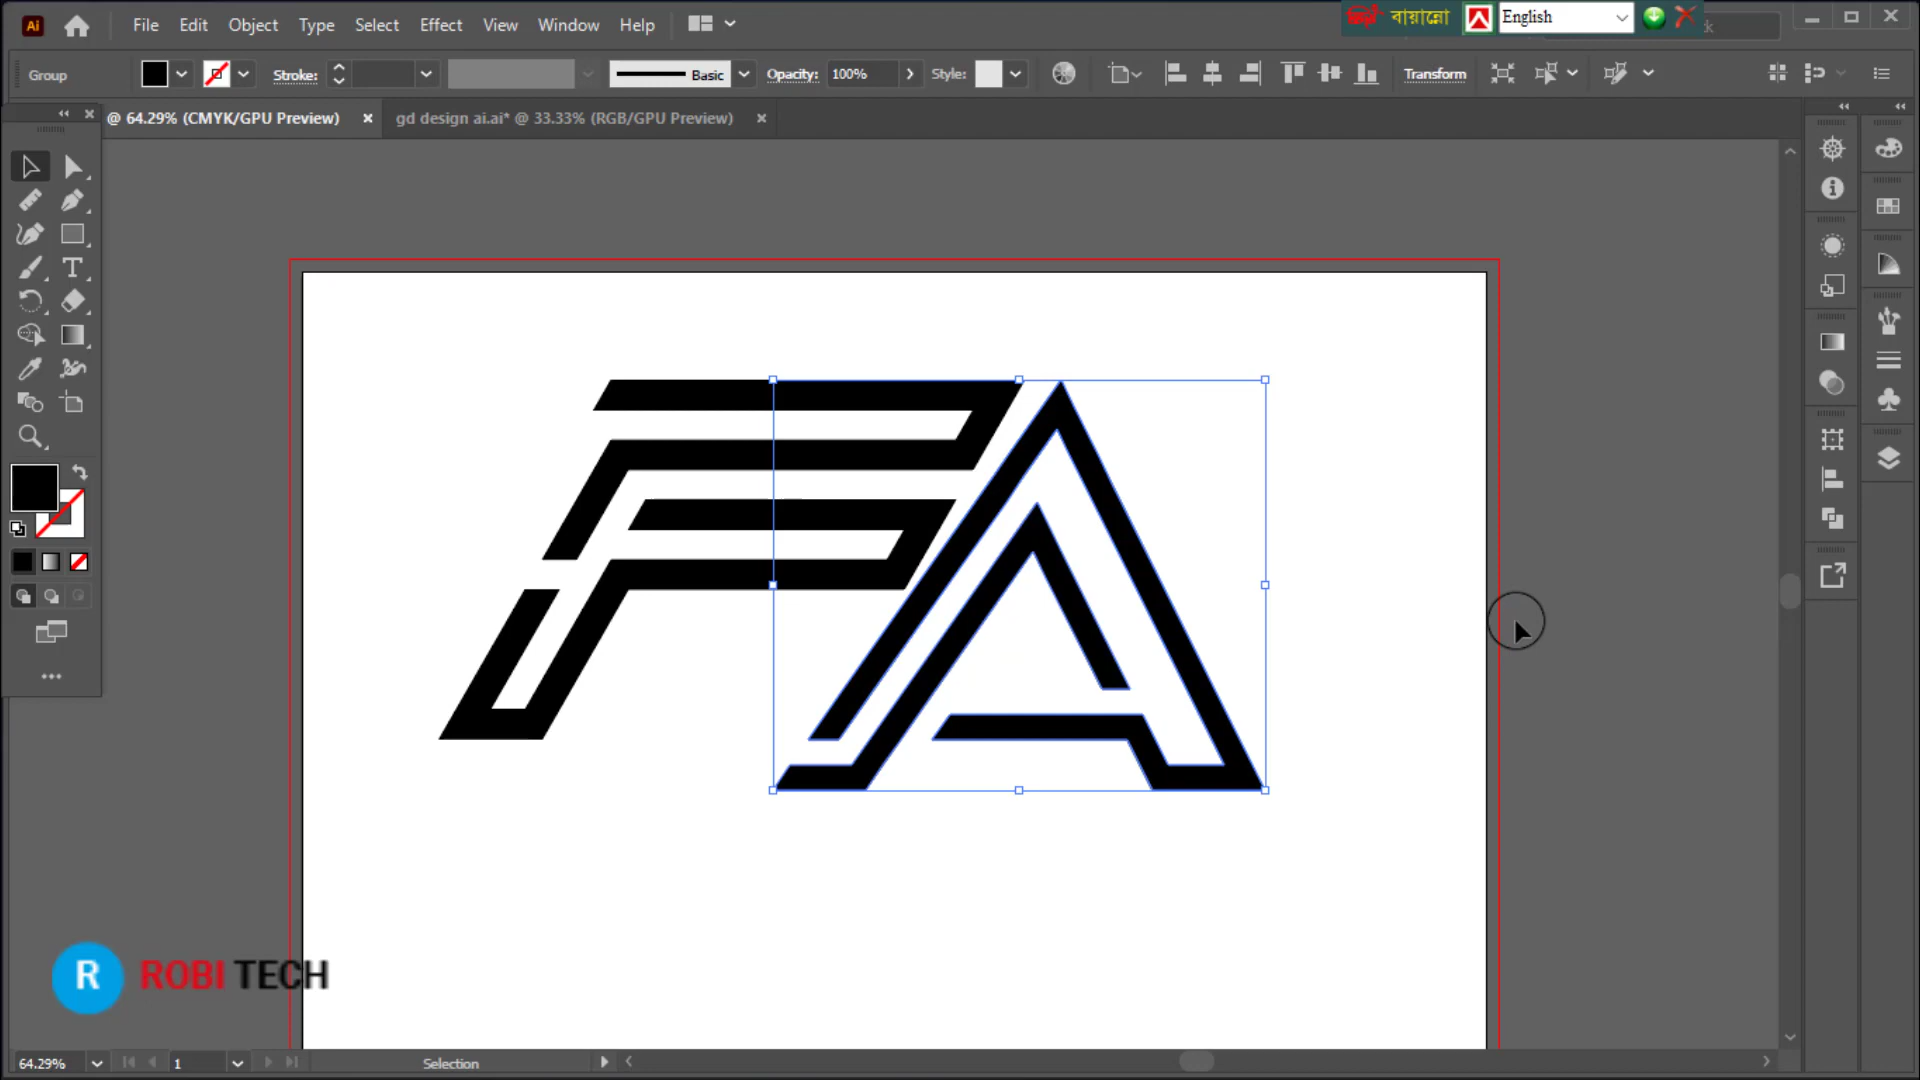 Ai File Edit Object Type Select Effect View Window Help
বায়ান্নো English
Group Stroke: Basic Opacity: 100% Style: Transform
@ 64.29% (CMYK/GPU Preview) × gd design ai.ai* @ 33.33% (RGB/GPU Preview) ×
FA
R ROBI TECH
64.29% 1 Selection